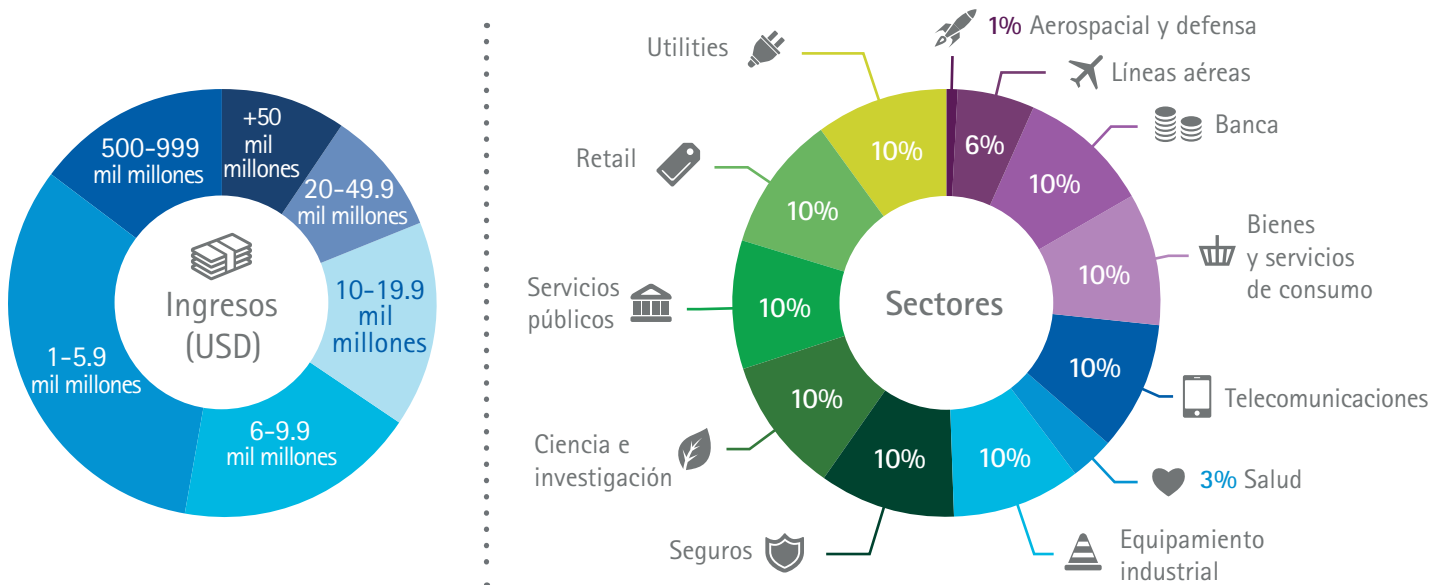 +50
mil
millones
20-49.9
mil millones
10-19.9
mil
millones
6-9.9
mil millones
1-5.9
mil millones
500-999
mil millones
Ingresos
(USD)
1% Aerospacial y defensa
Líneas aéreas
6%
Banca
10%
Bienes
y servicios
de consumo
10%
Telecomunicaciones
10%
3% Salud
Equipamiento
industrial
10%
Seguros
10%
Ciencia e
investigación
10%
Servicios
públicos
10%
Retail
10%
Utilities
10%
Sectores